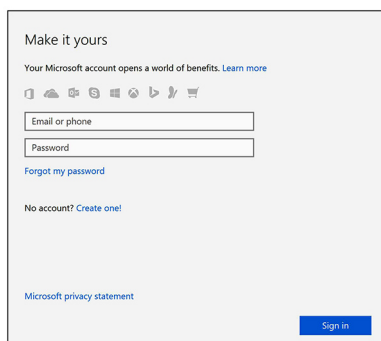 Make it yours
Your Microsoft account opens a world of benefits. Learn more
Email or phone
Password
Forgot my password
No account? Create one!
Microsoft privacy statement
Sign in